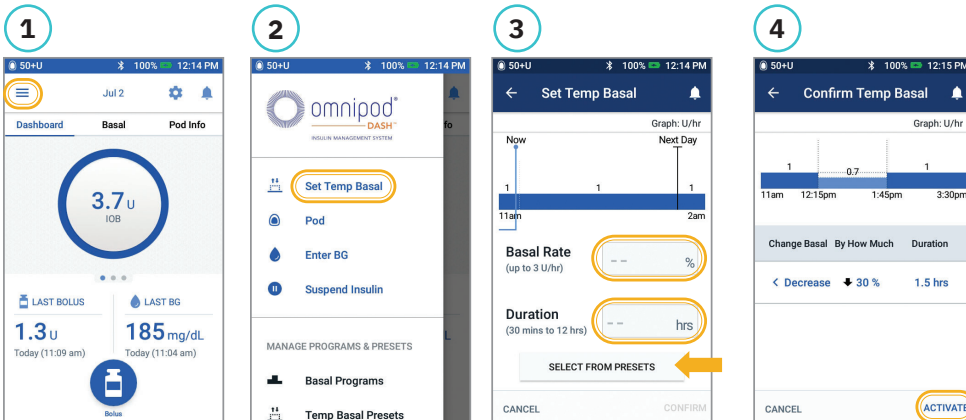 1
50+U 100% 12:14 PM
Jul 2
Dashboard Basal Pod Info
3.7 U
IOB
LAST BOLUS LAST BG
1.3 U 185 mg/dL
Today (11:09 am) Today (11:04 am)
Bolus
2
50+U 100% 12:14 PM
omnipod®
DASH™
INSULIN MANAGEMENT SYSTEM
fo
Set Temp Basal
Pod
Enter BG
Suspend Insulin
L
MANAGE PROGRAMS & PRESETS
Basal Programs
Temp Basal Presets
3
50+U 100% 12:14 PM
Set Temp Basal
Graph: U/hr
Now Next Day
1 1 1
11am 2am
Basal Rate
(up to 3 U/hr)
-- %
Duration
(30 mins to 12 hrs)
-- hrs
SELECT FROM PRESETS
CANCEL CONFIRM
4
50+U 100% 12:15 PM
Confirm Temp Basal
Graph: U/hr
1 0.7 1
11am 12:15pm 1:45pm 3:30pm
Change Basal By How Much Duration
Decrease 30 % 1.5 hrs
CANCEL ACTIVATE